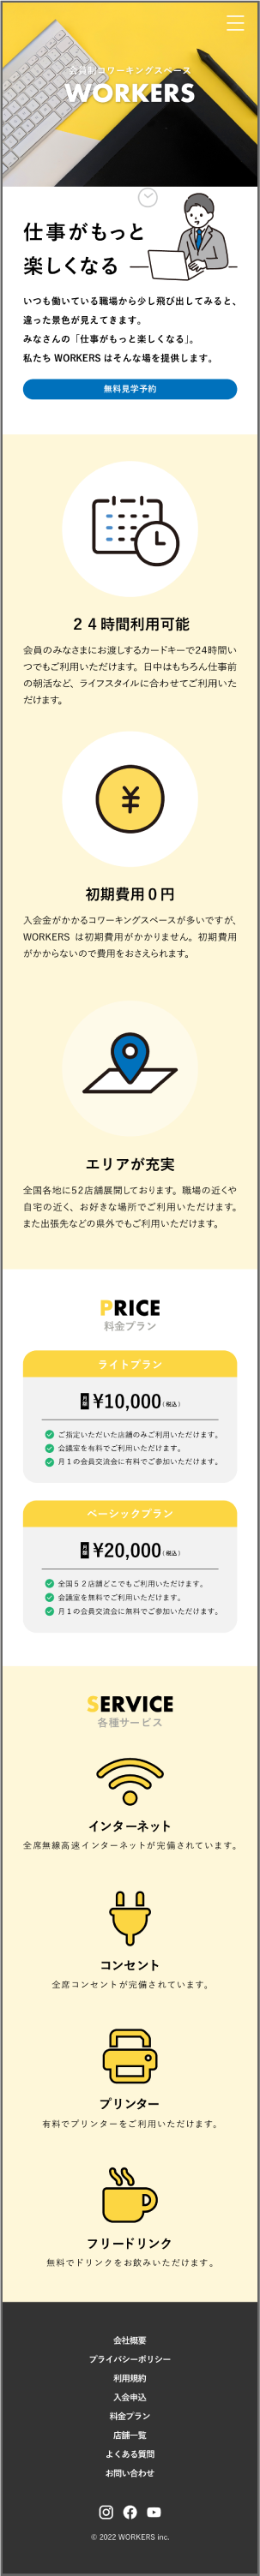 会員制コワーキングスペース
WORKERS
仕事がもっと
楽しくなる
いつも働いている職場から少し飛び出してみると、
違った景色が見えてきます。
みなさんの「仕事がもっと楽しくなる」。
私たち WORKERS はそんな場を提供します。
無料見学予約
２４時間利用可能
会員のみなさまにお渡しするカードキーで24時間い
つでもご利用いただけます。日中はもちろん仕事前
の朝活など、ライフスタイルに合わせてご利用いた
だけます。
¥
初期費用０円
入会金がかかるコワーキングスペースが多いですが、
WORKERS は初期費用がかかりません。初期費用
がかからないので費用をおさえられます。
エリアが充実
全国各地に52店舗展開しております。職場の近くや
自宅の近く、お好きな場所でご利用いただけます。
また出張先などの県外でもご利用いただけます。
PRICE
料金プラン
ライトプラン
¥10,000（税込）
ご指定いただいた店舗のみご利用いただけます。
会議室を有料でご利用いただけます。
月１の会員交流会に有料でご参加いただけます。
ベーシックプラン
¥20,000（税込）
全国５２店舗どこでもご利用いただけます。
会議室を無料でご利用いただけます。
月１の会員交流会に無料でご参加いただけます。
SERVICE
各種サービス
インターネット
全席無線高速インターネットが完備されています。
コンセント
全席コンセントが完備されています。
プリンター
有料でプリンターをご利用いただけます。
フリードリンク
無料でドリンクをお飲みいただけます。
会社概要
プライバシーポリシー
利用規約
入会申込
料金プラン
店舗一覧
よくある質問
お問い合わせ
© 2022 WORKERS inc.